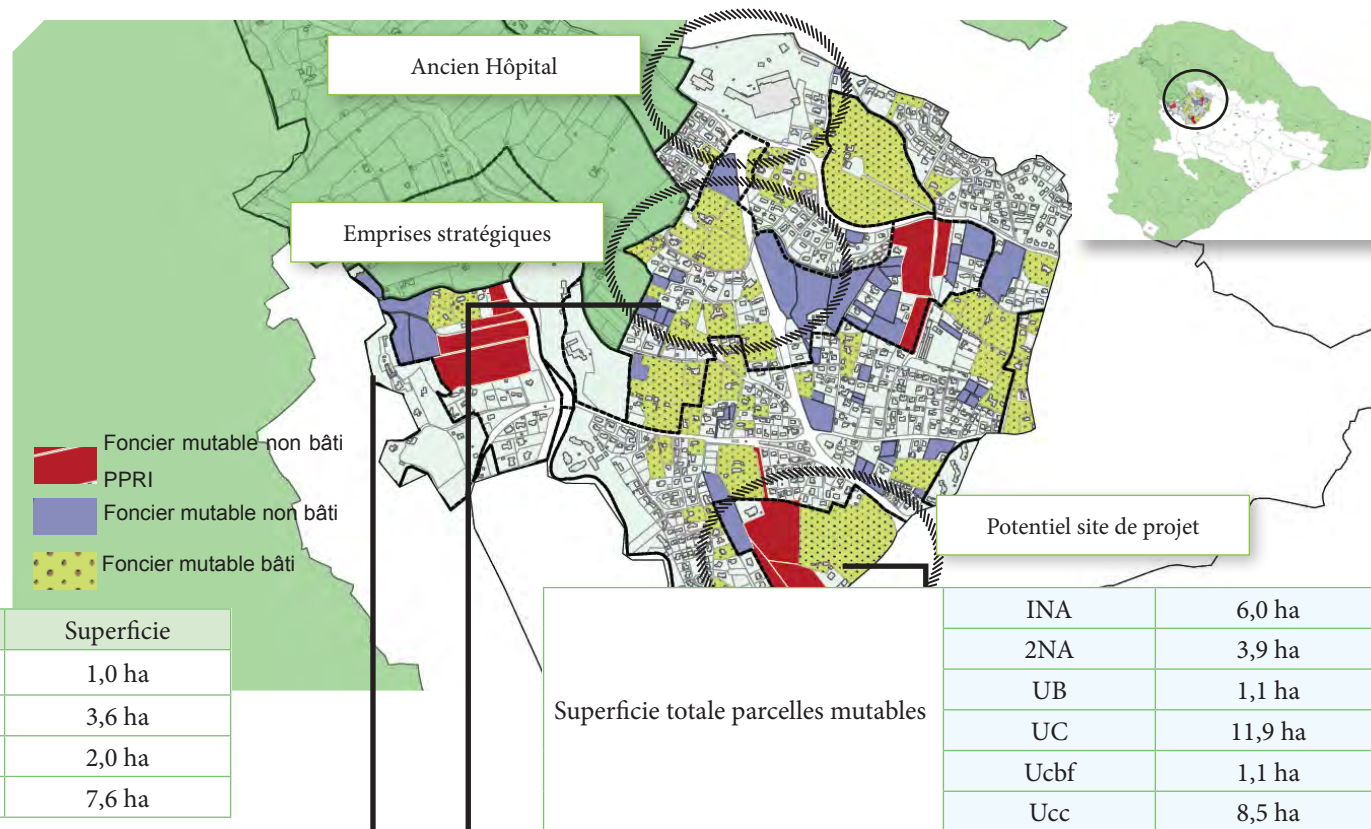 Ancien Hôpital
Emprises stratégiques
Foncier mutable non bâti
PPRI
Foncier mutable non bâti
Foncier mutable bâti
Potentiel site de projet
Superficie
1,0 ha
3,6 ha
2,0 ha
7,6 ha
Superficie totale parcelles mutables
INA 6,0 ha
2NA 3,9 ha
UB 1,1 ha
UC 11,9 ha
Ucbf 1,1 ha
Ucc 8,5 ha